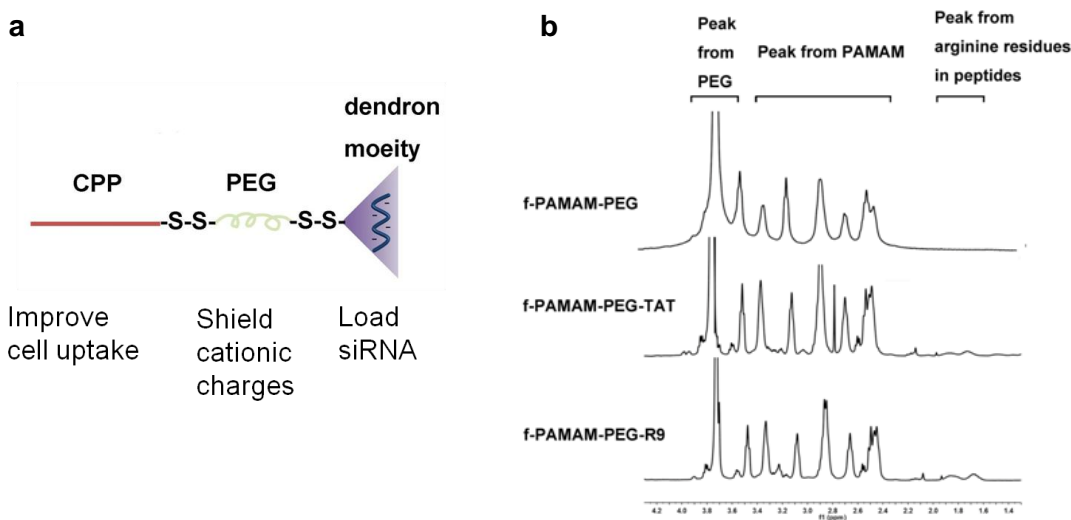 a
dendron
moeity
CPP
PEG
-S-S-
-S-S-
Improve
cell uptake
Shield
cationic
charges
Load
siRNA
b
Peak
from
PEG
Peak from PAMAM
Peak from
arginine residues
in peptides
f-PAMAM-PEG
f-PAMAM-PEG-TAT
f-PAMAM-PEG-R9
4.2 4.0 3.8 3.6 3.4 3.2 3.0 2.8 2.6 2.4 2.2 2.0 1.8 1.6 1.4
f1 (ppm)